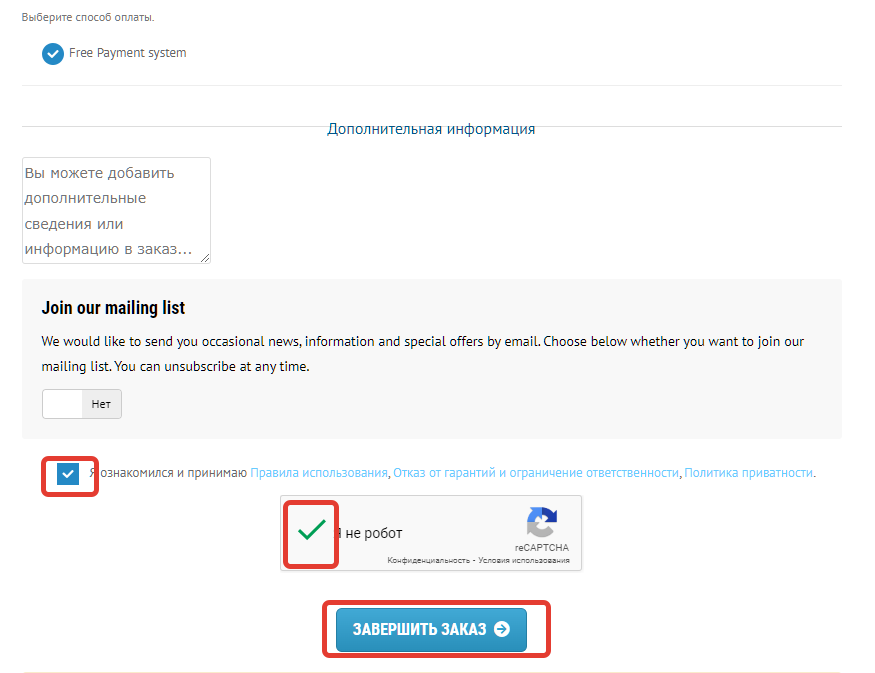 Выберите способ оплаты.
Free Payment system
Дополнительная информация
Вы можете добавить
дополнительные
сведения или
информацию в заказ...
Join our mailing list
We would like to send you occasional news, information and special offers by email. Choose below whether you want to join our
mailing list. You can unsubscribe at any time.
Нет
Я ознакомился и принимаю Правила использования, Отказ от гарантий и ограничение ответственности, Политика приватности.
Я не робот
reCAPTCHA
Конфиденциальность - Условия использования
ЗАВЕРШИТЬ ЗАКАЗ